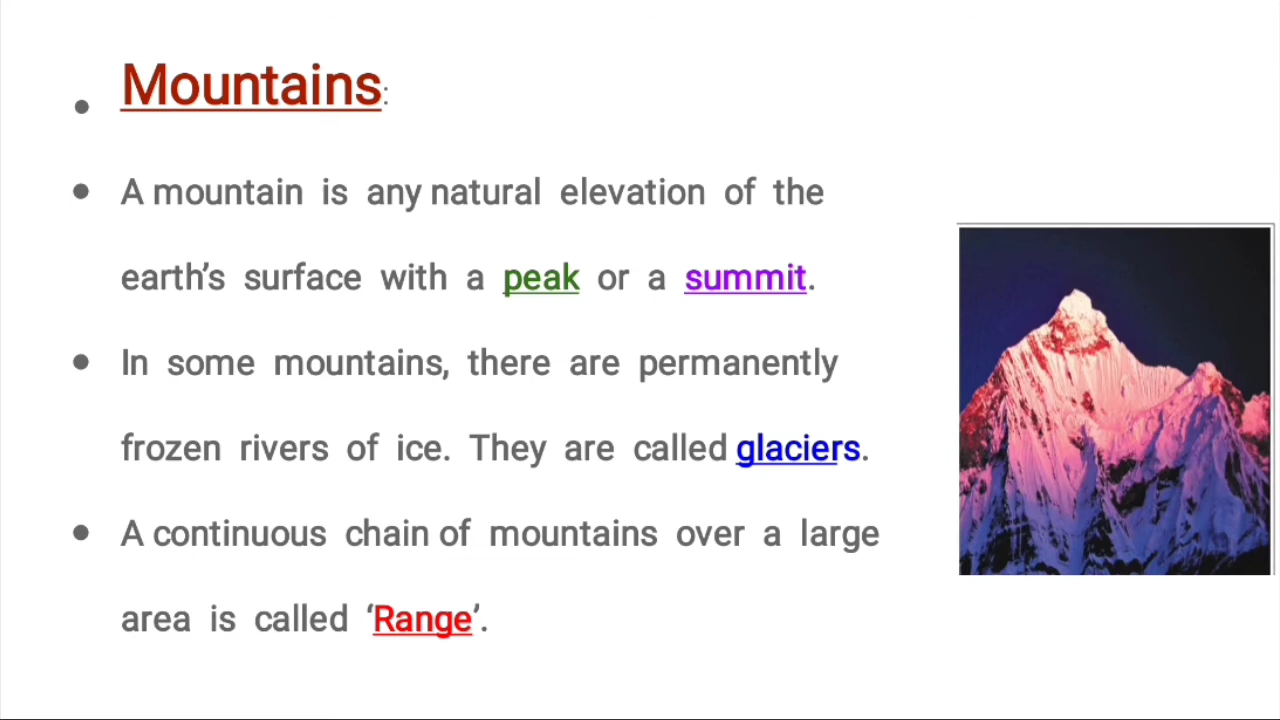 • Mountains:
• A mountain is any natural elevation of the
earth’s surface with a peak or a summit.
• In some mountains, there are permanently
frozen rivers of ice. They are called glaciers.
• A continuous chain of mountains over a large
area is called ‘Range’.